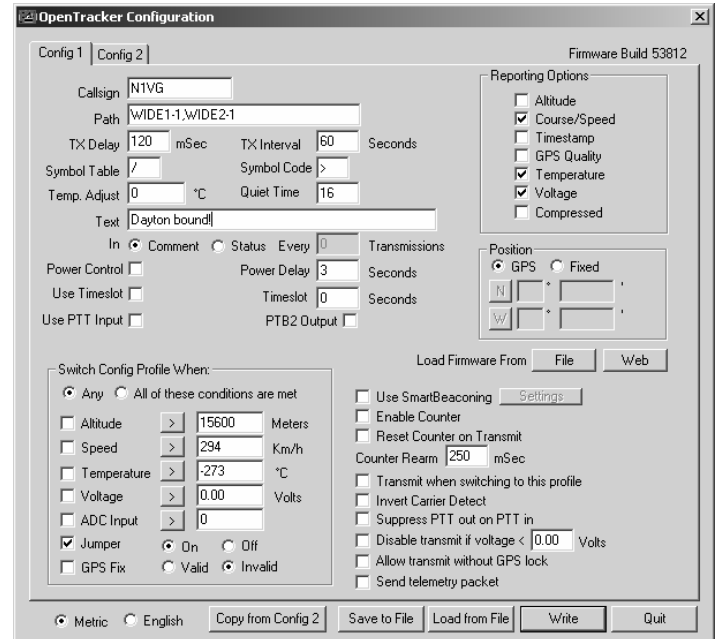 OpenTracker Configuration
Config 1 Config 2 Firmware Build 53812
Callsign N1VG
Path WIDE1-1,WIDE2-1
TX Delay 120 mSec TX Interval 60 Seconds
Symbol Table / Symbol Code >
Temp. Adjust 0 °C Quiet Time 16
Text Dayton bound!
In Comment Status Every 0 Transmissions
Power Control Power Delay 3 Seconds
Use Timeslot Timeslot 0 Seconds
Use PTT Input PTB2 Output
Reporting Options
Altitude
Course/Speed
Timestamp
GPS Quality
Temperature
Voltage
Compressed
Position
GPS Fixed
N ° '
W ° '
Load Firmware From File Web
Switch Config Profile When:
Any All of these conditions are met
Altitude > 15600 Meters
Speed > 294 Km/h
Temperature > -273 °C
Voltage > 0.00 Volts
ADC Input > 0
Jumper On Off
GPS Fix Valid Invalid
Use SmartBeaconing Settings
Enable Counter
Reset Counter on Transmit
Counter Rearm 250 mSec
Transmit when switching to this profile
Invert Carrier Detect
Suppress PTT out on PTT in
Disable transmit if voltage < 0.00 Volts
Allow transmit without GPS lock
Send telemetry packet
Metric English Copy from Config 2 Save to File Load from File Write Quit